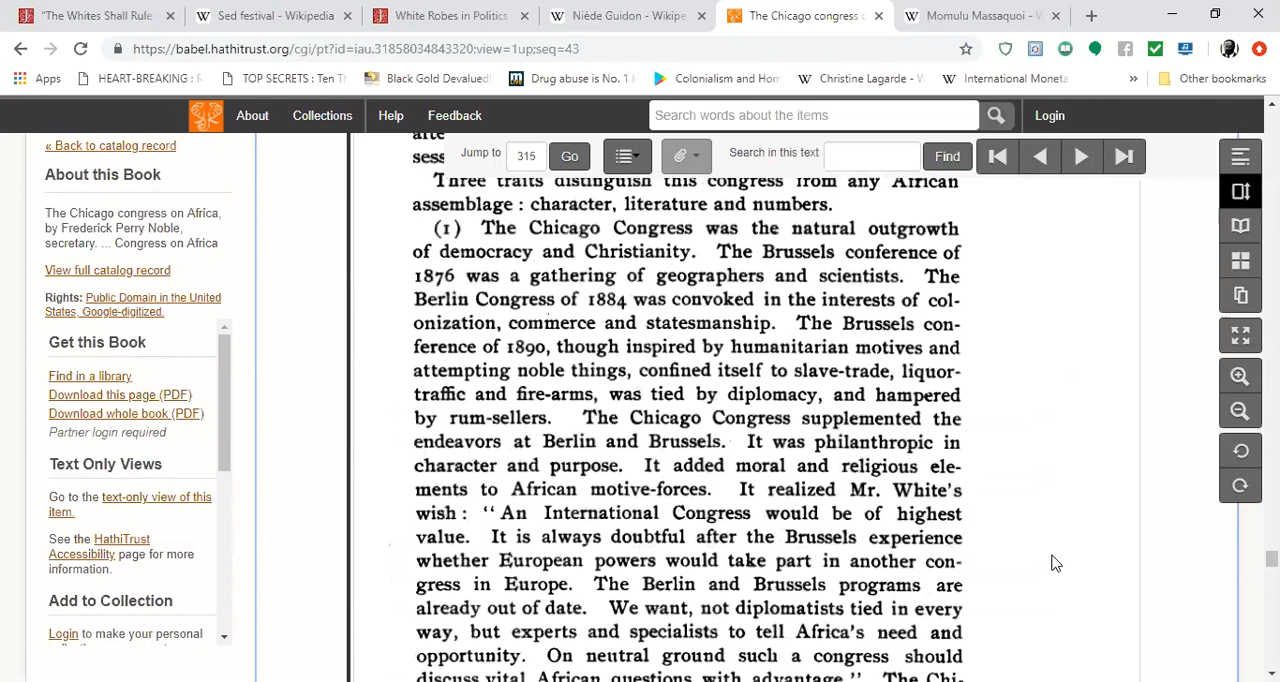 "The Whites Shall Rule
Sed festival - Wikipedia
White Robes in Politics
Niède Guidon - Wikipe
The Chicago congress
Momulu Massaquoi - W
https://babel.hathitrust.org/cgi/pt?id=iau.31858034843320;view=1up;seq=43
Apps
HEART-BREAKING : R
TOP SECRETS : Ten Th
Black Gold Devalued
Drug abuse is No. 1 k
Colonialism and Hom
Christine Lagarde - W
International Moneta
»
Other bookmarks
About
Collections
Help
Feedback
Search words about the items
Login
« Back to catalog record
About this Book
The Chicago congress on Africa,
by Frederick Perry Noble,
secretary. ... Congress on Africa
View full catalog record
Rights: Public Domain in the United
States, Google-digitized.
Get this Book
Find in a library
Download this page (PDF)
Download whole book (PDF)
Partner login required
Text Only Views
Go to the text-only view of this
item.
See the HathiTrust
Accessibility page for more
information.
Add to Collection
Login to make your personal
Jump to
315
Go
Search in this text
Find
Three traits distinguish this congress from any African
assemblage : character, literature and numbers.
(1) The Chicago Congress was the natural outgrowth
of democracy and Christianity. The Brussels conference of
1876 was a gathering of geographers and scientists. The
Berlin Congress of 1884 was convoked in the interests of col-
onization, commerce and statesmanship. The Brussels con-
ference of 1890, though inspired by humanitarian motives and
attempting noble things, confined itself to slave-trade, liquor-
traffic and fire-arms, was tied by diplomacy, and hampered
by rum-sellers. The Chicago Congress supplemented the
endeavors at Berlin and Brussels. It was philanthropic in
character and purpose. It added moral and religious ele-
ments to African motive-forces. It realized Mr. White's
wish : "An International Congress would be of highest
value. It is always doubtful after the Brussels experience
whether European powers would take part in another con-
gress in Europe. The Berlin and Brussels programs are
already out of date. We want, not diplomatists tied in every
way, but experts and specialists to tell Africa's need and
opportunity. On neutral ground such a congress should
discuss vital African questions with advantage." The Chi-